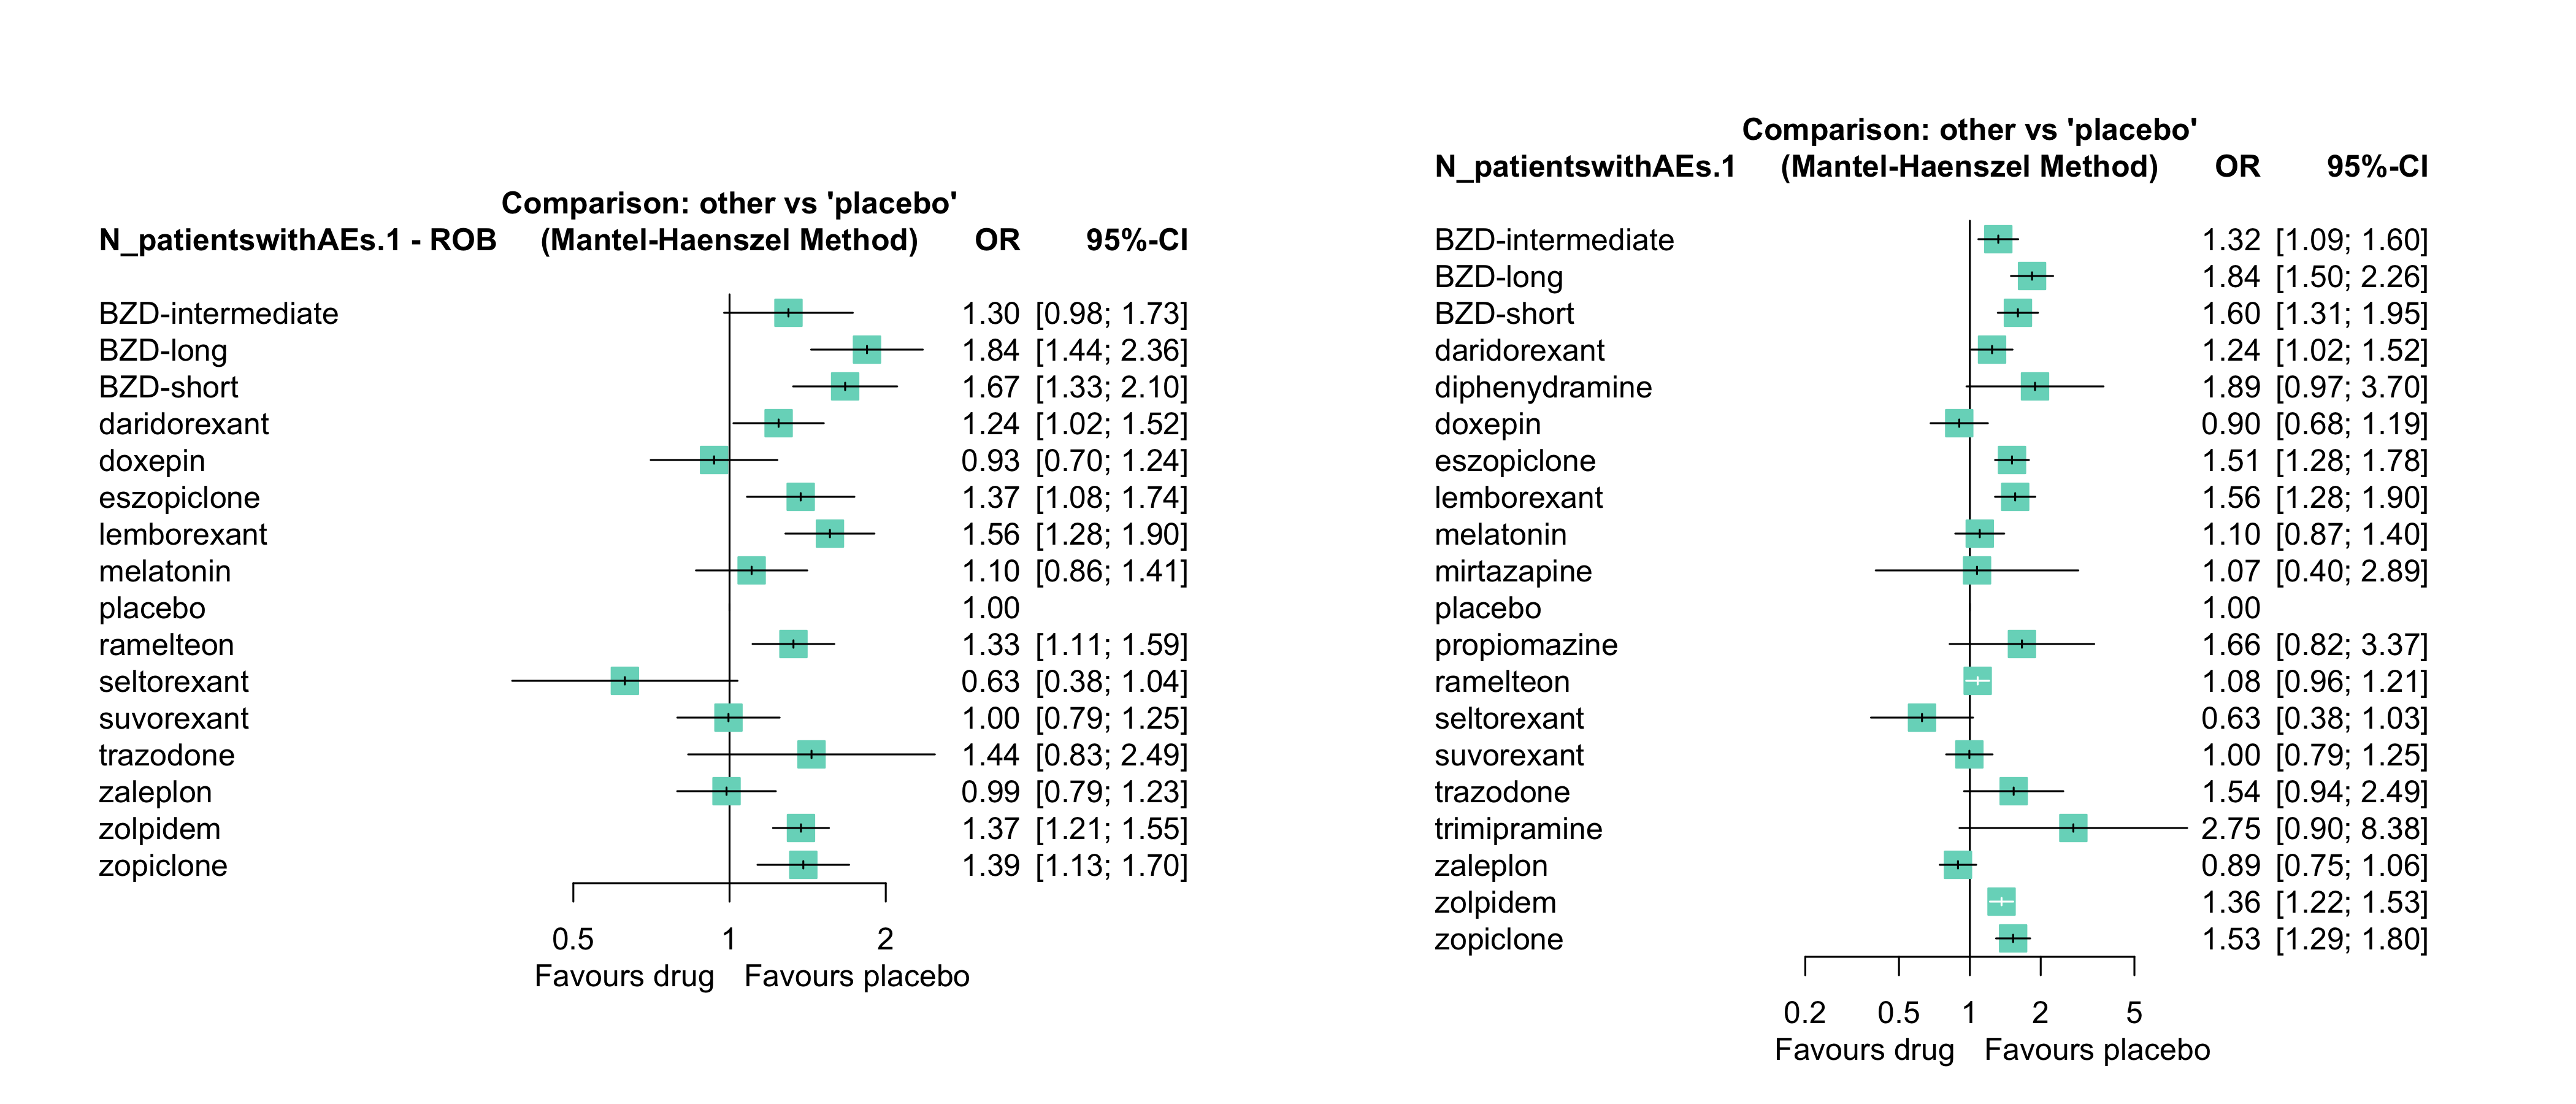 Comparison: other vs 'placebo'
N_patientswithAEs.1 - ROB (Mantel-Haenszel Method) OR 95%-CI
BZD-intermediate 1.30 [0.98; 1.73]
BZD-long 1.84 [1.44; 2.36]
BZD-short 1.67 [1.33; 2.10]
daridorexant 1.24 [1.02; 1.52]
doxepin 0.93 [0.70; 1.24]
eszopiclone 1.37 [1.08; 1.74]
lemborexant 1.56 [1.28; 1.90]
melatonin 1.10 [0.86; 1.41]
placebo 1.00
ramelteon 1.33 [1.11; 1.59]
seltorexant 0.63 [0.38; 1.04]
suvorexant 1.00 [0.79; 1.25]
trazodone 1.44 [0.83; 2.49]
zaleplon 0.99 [0.79; 1.23]
zolpidem 1.37 [1.21; 1.55]
zopiclone 1.39 [1.13; 1.70]
0.5 1 2
Favours drug Favours placebo
Comparison: other vs 'placebo'
N_patientswithAEs.1 (Mantel-Haenszel Method) OR 95%-CI
BZD-intermediate 1.32 [1.09; 1.60]
BZD-long 1.84 [1.50; 2.26]
BZD-short 1.60 [1.31; 1.95]
daridorexant 1.24 [1.02; 1.52]
diphenydramine 1.89 [0.97; 3.70]
doxepin 0.90 [0.68; 1.19]
eszopiclone 1.51 [1.28; 1.78]
lemborexant 1.56 [1.28; 1.90]
melatonin 1.10 [0.87; 1.40]
mirtazapine 1.07 [0.40; 2.89]
placebo 1.00
propiomazine 1.66 [0.82; 3.37]
ramelteon 1.08 [0.96; 1.21]
seltorexant 0.63 [0.38; 1.03]
suvorexant 1.00 [0.79; 1.25]
trazodone 1.54 [0.94; 2.49]
trimipramine 2.75 [0.90; 8.38]
zaleplon 0.89 [0.75; 1.06]
zolpidem 1.36 [1.22; 1.53]
zopiclone 1.53 [1.29; 1.80]
0.2 0.5 1 2 5
Favours drug Favours placebo